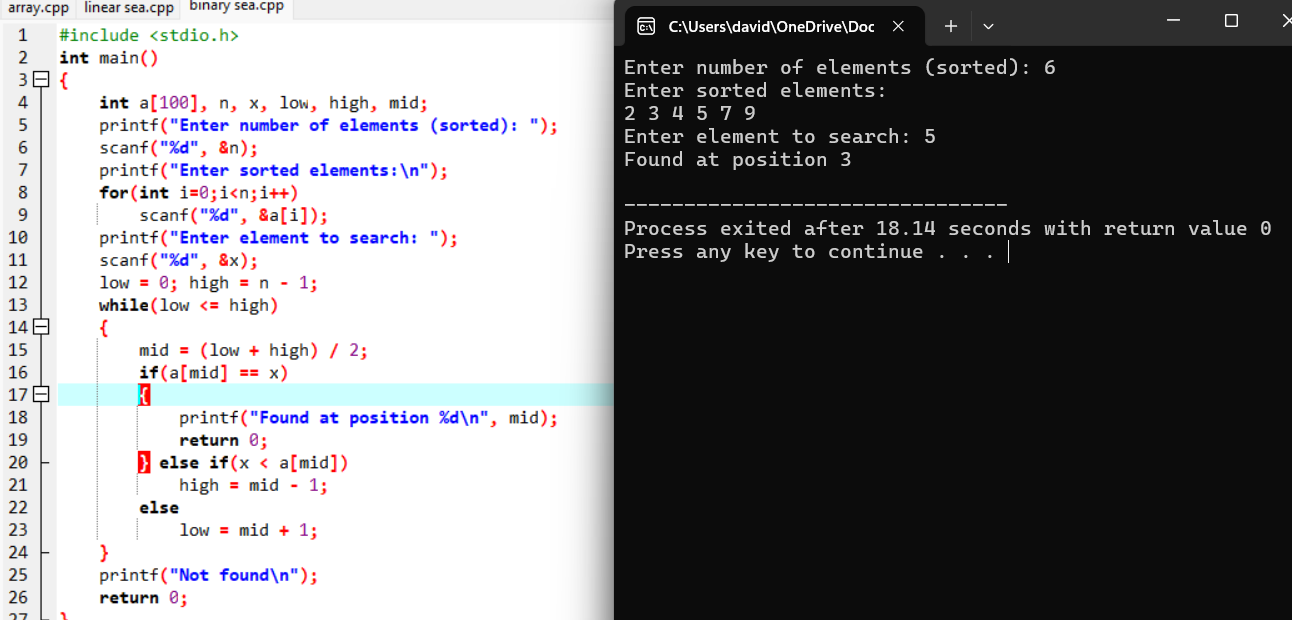 array.cpp linear sea.cpp binary sea.cpp
1 #include <stdio.h>
2 int main()
3 {
4 int a[100], n, x, low, high, mid;
5 printf("Enter number of elements (sorted): ");
6 scanf("%d", &n);
7 printf("Enter sorted elements:\n");
8 for(int i=0;i<n;i++)
9 scanf("%d", &a[i]);
10 printf("Enter element to search: ");
11 scanf("%d", &x);
12 low = 0; high = n - 1;
13 while(low <= high)
14 {
15 mid = (low + high) / 2;
16 if(a[mid] == x)
17 {
18 printf("Found at position %d\n", mid);
19 return 0;
20 } else if(x < a[mid])
21 high = mid - 1;
22 else
23 low = mid + 1;
24 }
25 printf("Not found\n");
26 return 0;
27 }
C:\Users\david\OneDrive\Doc
Enter number of elements (sorted): 6
Enter sorted elements:
2 3 4 5 7 9
Enter element to search: 5
Found at position 3
--------------------------------
Process exited after 18.14 seconds with return value 0
Press any key to continue . . .